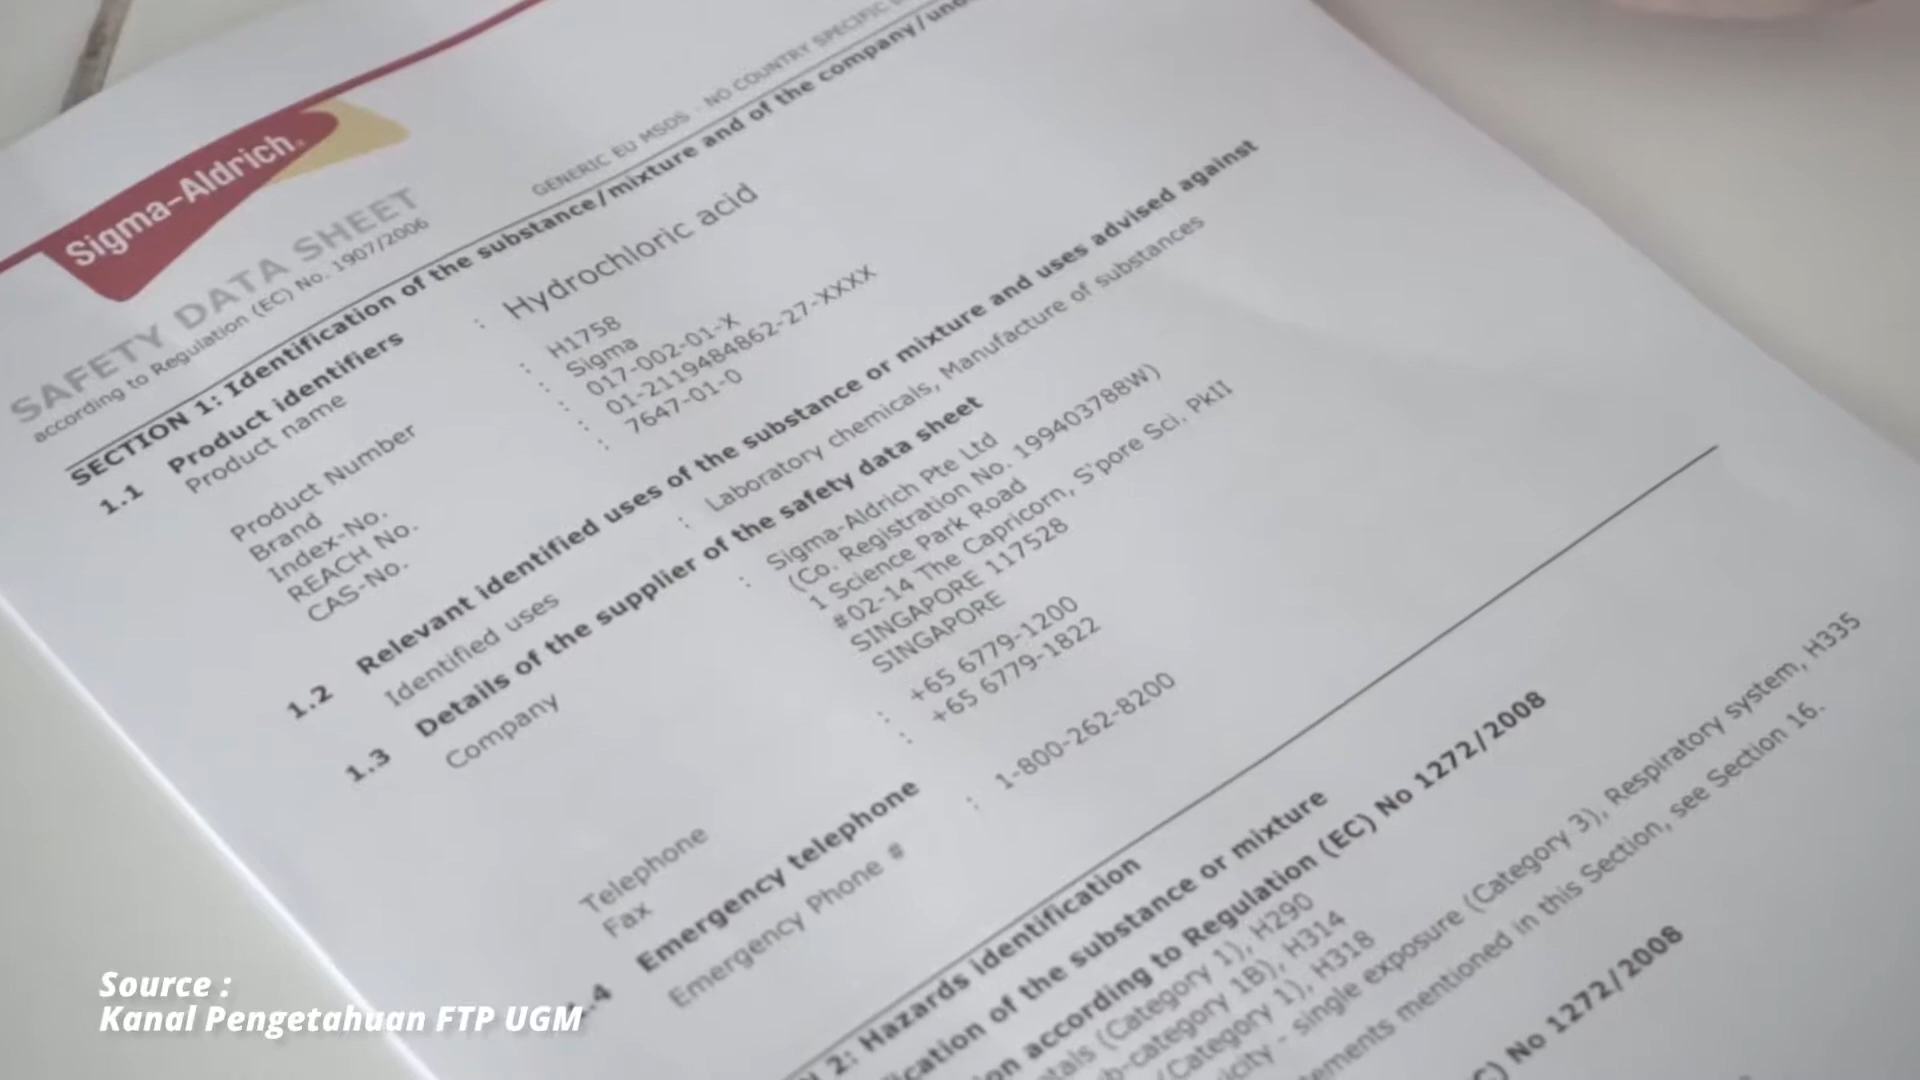 Sigma-Aldrich
SAFETY DATA SHEET
according to Regulation (EC) No. 1907/2006
GENERIC EU MSDS - NO COUNTRY SPECIFIC
SECTION 1: Identification of the substance/mixture and of the company/
1.1 Product identifiers
Product name : Hydrochloric acid
Product Number : H1758
Brand : Sigma
Index-No. : 017-002-01-X
REACH No. : 01-2119484862-27-XXXX
CAS-No. : 7647-01-0
1.2 Relevant identified uses of the substance or mixture and uses advised against
Identified uses : Laboratory chemicals, Manufacture of substances
1.3 Details of the supplier of the safety data sheet
Company : Sigma-Aldrich Pte Ltd
(Co. Registration No. 199403788W)
1 Science Park Road
#02-14 The Capricorn, S'pore Sci. PkII
SINGAPORE 117528
SINGAPORE
Telephone : +65 6779-1200
Fax : +65 6779-1822
Emergency telephone
Emergency Phone # : 1-800-262-8200
2: Hazards identification
of the substance or mixture
according to Regulation (EC) No 1272/2008
(Category 1), H290
1B), H314
(Category 1), H318
- single exposure (Category 3), Respiratory system, H335
mentioned in this Section, see Section 16.
No 1272/2008
Source :
Kanal Pengetahuan FTP UGM